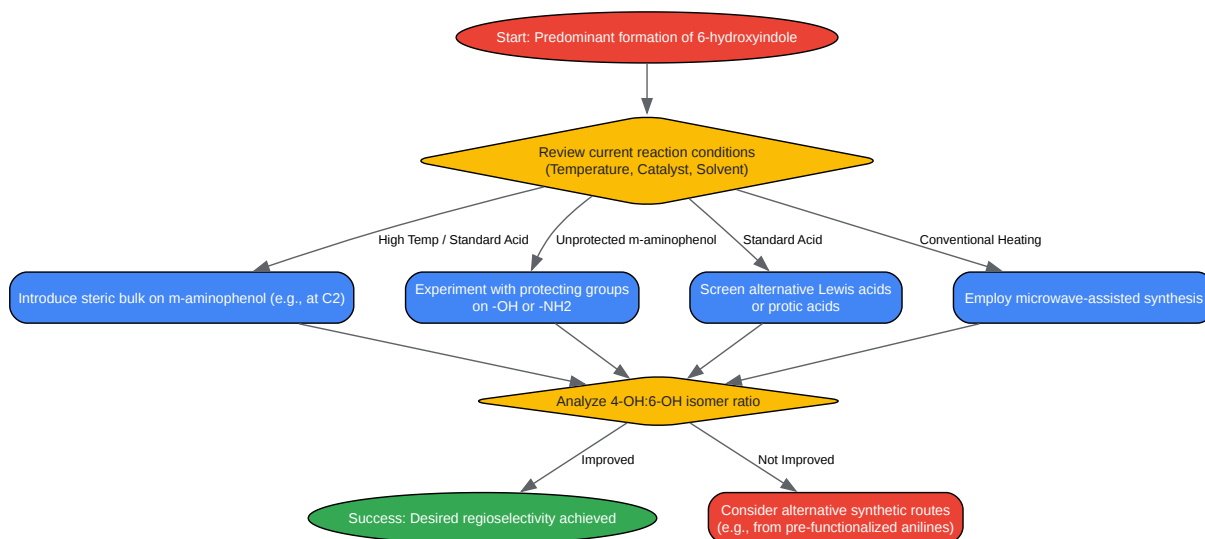 Start: Predominant formation of 6-hydroxyindole
Review current reaction conditions
(Temperature, Catalyst, Solvent)
High Temp / Standard Acid
Unprotected m-aminophenol
Standard Acid
Conventional Heating
Introduce steric bulk on m-aminophenol (e.g., at C2)
Experiment with protecting groups
on -OH or -NH2
Screen alternative Lewis acids
or protic acids
Employ microwave-assisted synthesis
Analyze 4-OH:6-OH isomer ratio
Improved
Not Improved
Success: Desired regioselectivity achieved
Consider alternative synthetic routes
(e.g., from pre-functionalized anilines)